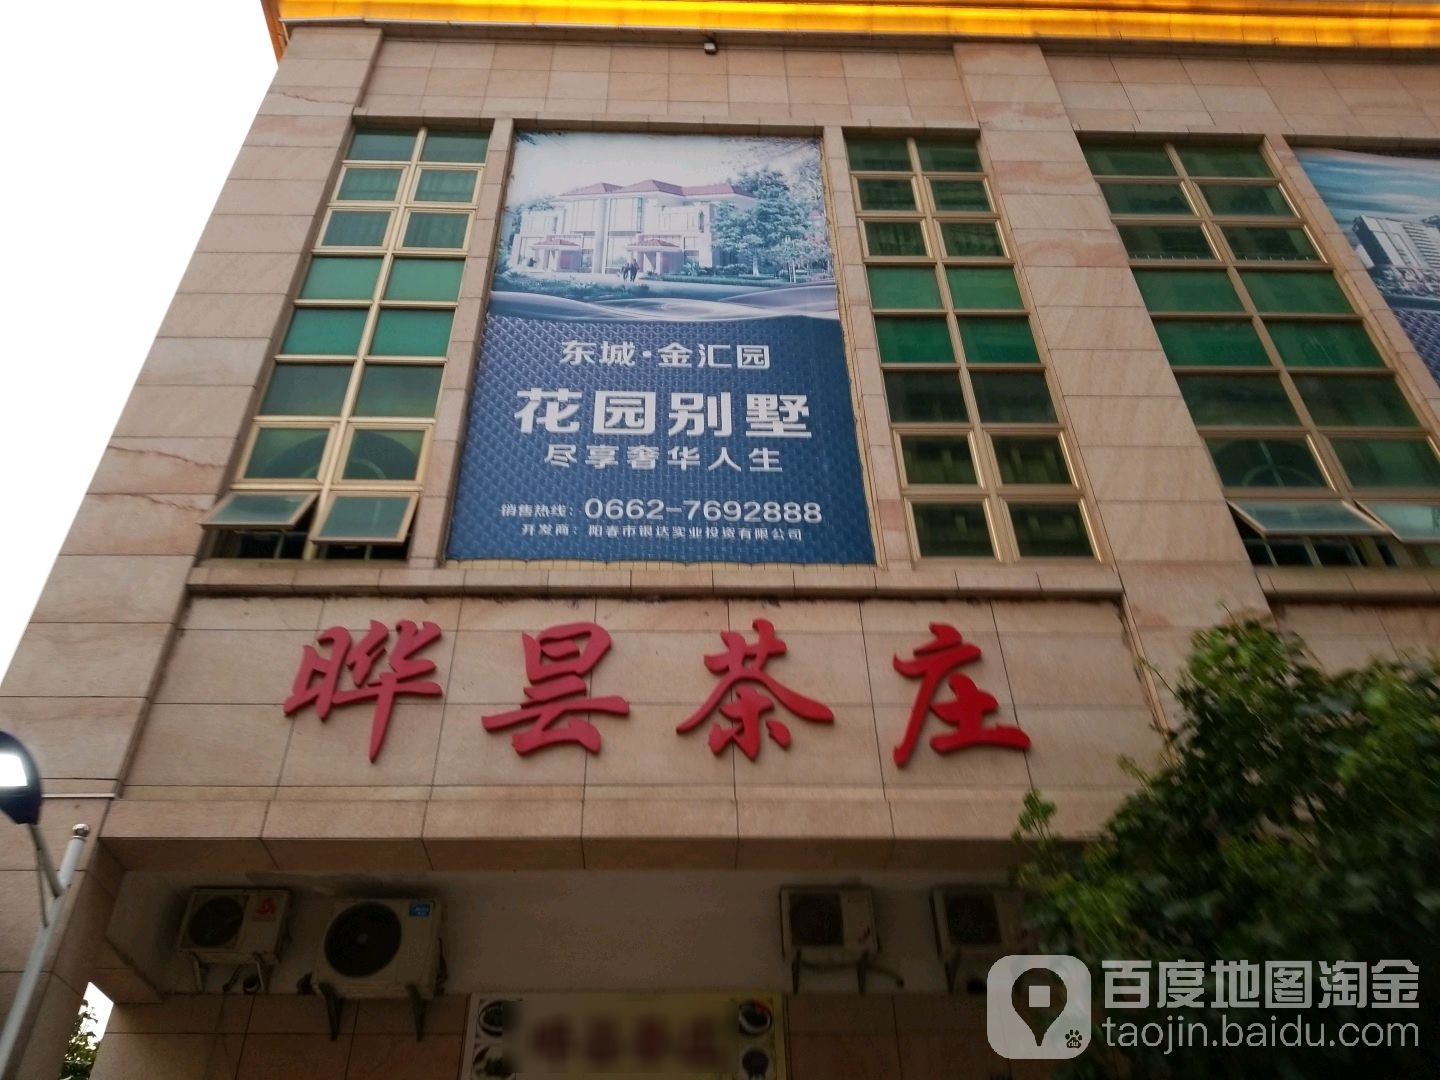 东城·金汇园
花园别墅
尽享奢华人生
销售热线：0662-7692888
开发商：阳春市银达实业投资有限公司
晔昙茶庄
百度地图淘金
taojin.baidu.com